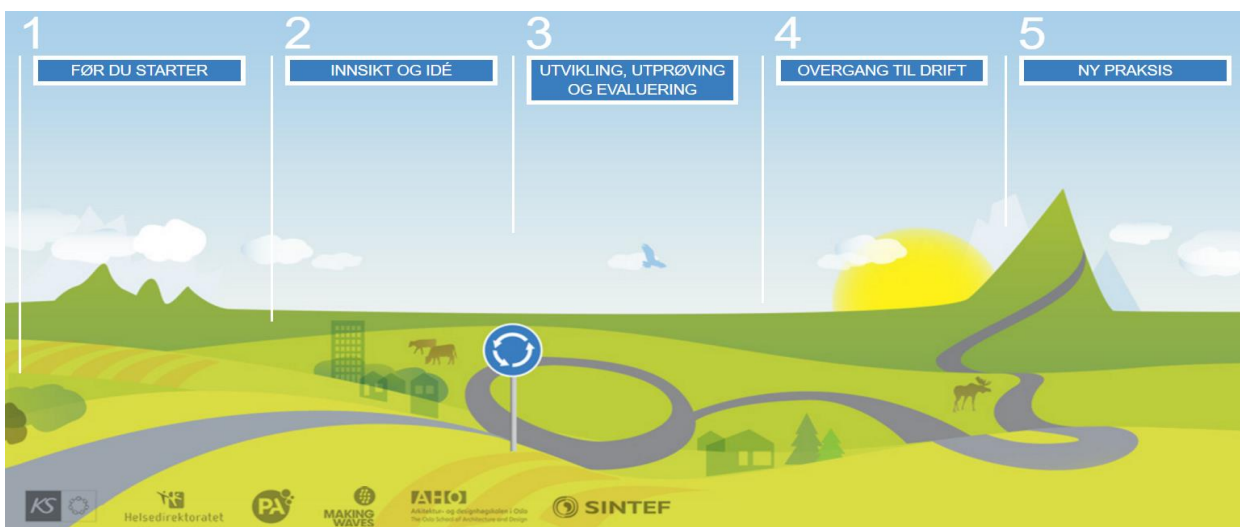 1
FØR DU STARTER
2
INNSIKT OG IDÉ
3
UTVIKLING, UTPRØVING
OG EVALUERING
4
OVERGANG TIL DRIFT
5
NY PRAKSIS
KS
Helsedirektoratet
PA
MAKING
WAVES
AHO
Arkitektur- og designhøgskolen i Oslo
The Oslo School of Architecture and Design
SINTEF